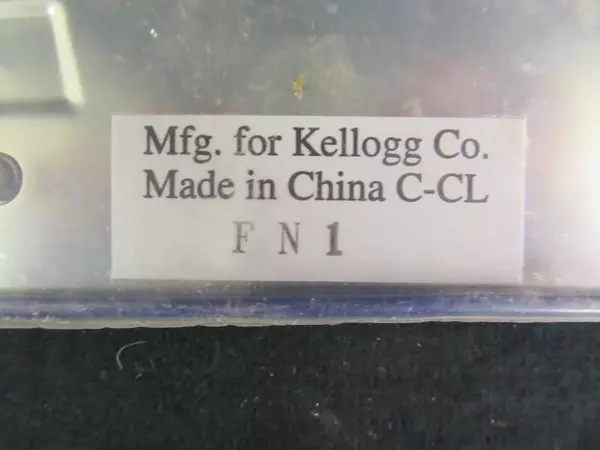 Mfg. for Kellogg Co.
Made in China C-CL
F N 1